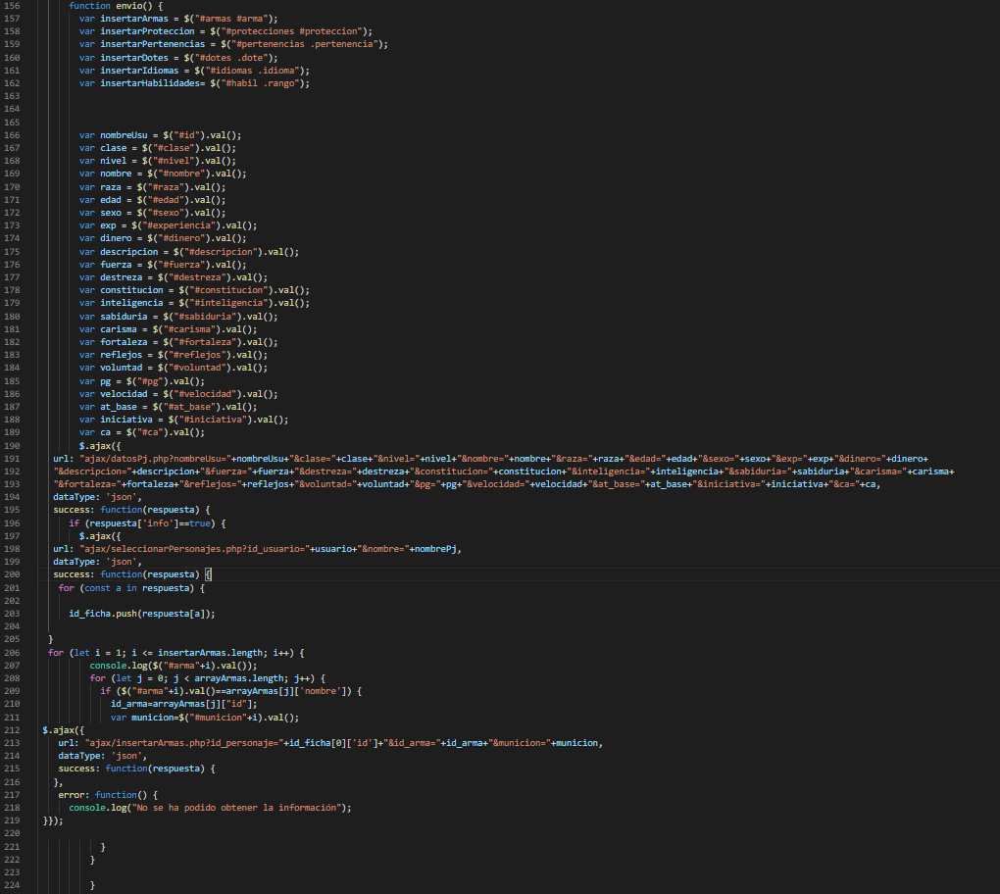 156 function envio() {
157 var insertarArmas = $("#armas #arma");
158 var insertarProteccion = $("#protecciones #proteccion");
159 var insertarPertenencias = $("#pertenencias .pertenencia");
160 var insertarDotes = $("#dotes .dote");
161 var insertarIdiomas = $("#idiomas .idioma");
162 var insertarHabilidades= $("#habil .rango");
163
164
165
166 var nombreUsu = $("#id").val();
167 var clase = $("#clase").val();
168 var nivel = $("#nivel").val();
169 var nombre = $("#nombre").val();
170 var raza = $("#raza").val();
171 var edad = $("#edad").val();
172 var sexo = $("#sexo").val();
173 var exp = $("#experiencia").val();
174 var dinero = $("#dinero").val();
175 var descripcion = $("#descripcion").val();
176 var fuerza = $("#fuerza").val();
177 var destreza = $("#destreza").val();
178 var constitucion = $("#constitucion").val();
179 var inteligencia = $("#inteligencia").val();
180 var sabiduria = $("#sabiduria").val();
181 var carisma = $("#carisma").val();
182 var fortaleza = $("#fortaleza").val();
183 var reflejos = $("#reflejos").val();
184 var voluntad = $("#voluntad").val();
185 var pg = $("#pg").val();
186 var velocidad = $("#velocidad").val();
187 var at_base = $("#at_base").val();
188 var iniciativa = $("#iniciativa").val();
189 var ca = $("#ca").val();
190 $.ajax({
191 url: "ajax/datosPj.php?nombreUsu="+nombreUsu+"&clase="+clase+"&nivel="+nivel+"&nombre="+nombre+"&raza="+raza+"&edad="+edad+"&sexo="+sexo+"&exp="+exp+"&dinero="+dinero+
192 "&descripcion="+descripcion+"&fuerza="+fuerza+"&destreza="+destreza+"&constitucion="+constitucion+"&inteligencia="+inteligencia+"&sabiduria="+sabiduria+"&carisma="+carisma+
193 "&fortaleza="+fortaleza+"&reflejos="+reflejos+"&voluntad="+voluntad+"&pg="+pg+"&velocidad="+velocidad+"&at_base="+at_base+"&iniciativa="+iniciativa+"&ca="+ca,
194 dataType: 'json',
195 success: function(respuesta) {
196 if (respuesta['info']==true) {
197 $.ajax({
198 url: "ajax/seleccionarPersonajes.php?id_usuario="+usuario+"&nombre="+nombrePj,
199 dataType: 'json',
200 success: function(respuesta) {
201 for (const a in respuesta) {
202
203 id_ficha.push(respuesta[a]);
204
205 }
206 for (let i = 1; i <= insertarArmas.length; i++) {
207 console.log($("#arma"+i).val());
208 for (let j = 0; j < arrayArmas.length; j++) {
209 if ($("#arma"+i).val()==arrayArmas[j]['nombre']) {
210 id_arma=arrayArmas[j]["id"];
211 var municion=$("#municion"+i).val();
212 $.ajax({
213 url: "ajax/insertarArmas.php?id_personaje="+id_ficha[0]['id']+"&id_arma="+id_arma+"&municion="+municion,
214 dataType: 'json',
215 success: function(respuesta) {
216 },
217 error: function() {
218 console.log("No se ha podido obtener la información");
219 }});
220
221 }
222 }
223
224 }